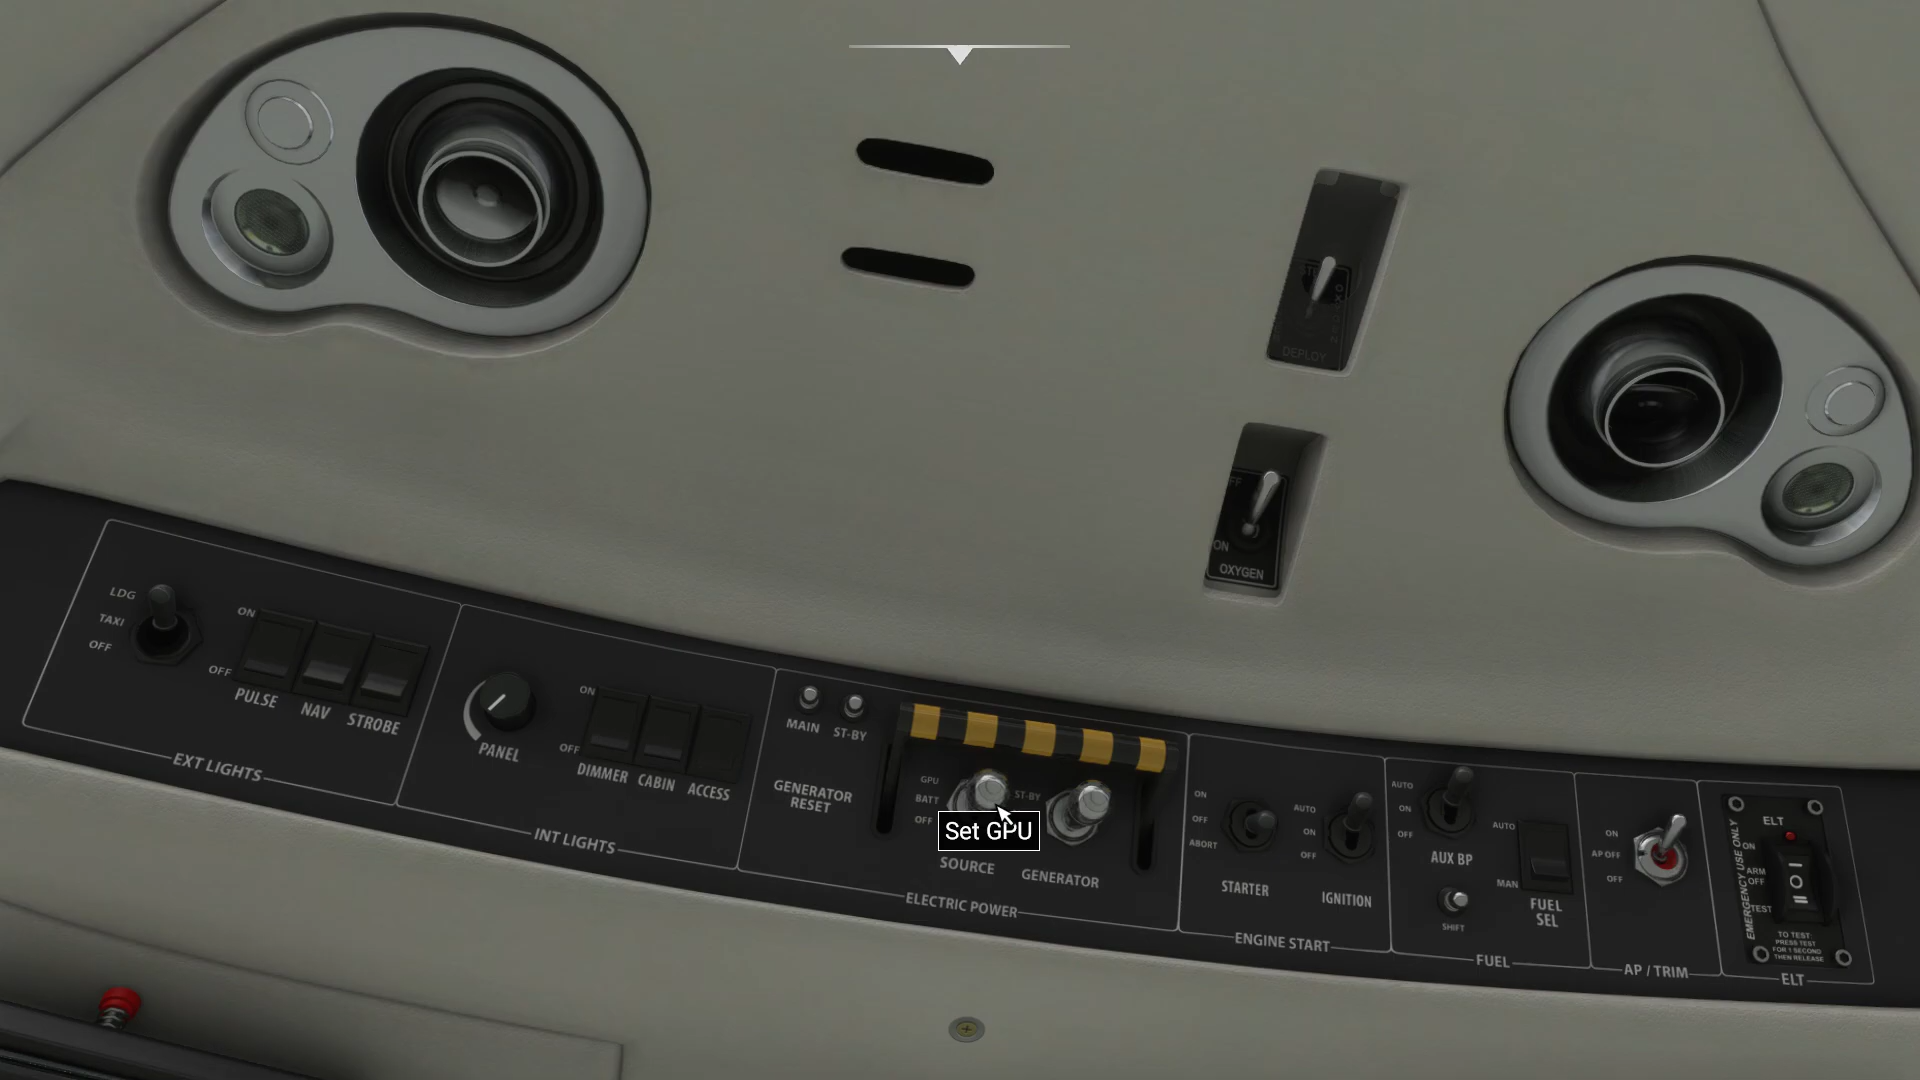 DEPLOY
ON
OXYGEN
LDG
TAXI
OFF
ON
OFF
PULSE
NAV
STROBE
EXT LIGHTS
PANEL
ON
OFF
DIMMER
CABIN
ACCESS
INT LIGHTS
MAIN
ST-BY
GENERATOR
RESET
GPU
BATT
OFF
ST-BY
Set GPU
SOURCE
GENERATOR
ELECTRIC POWER
ON
OFF
ABORT
STARTER
AUTO
ON
OFF
IGNITION
ENGINE START
AUTO
ON
OFF
AUX BP
SHIFT
AUTO
MAN
FUEL
SEL
FUEL
ON
AP OFF
OFF
AP / TRIM
EMERGENCY USE ONLY
ELT
ON
ARM
OFF
TEST
TO TEST:
PRESS TEST
FOR 1 SECOND
THEN RELEASE
ELT